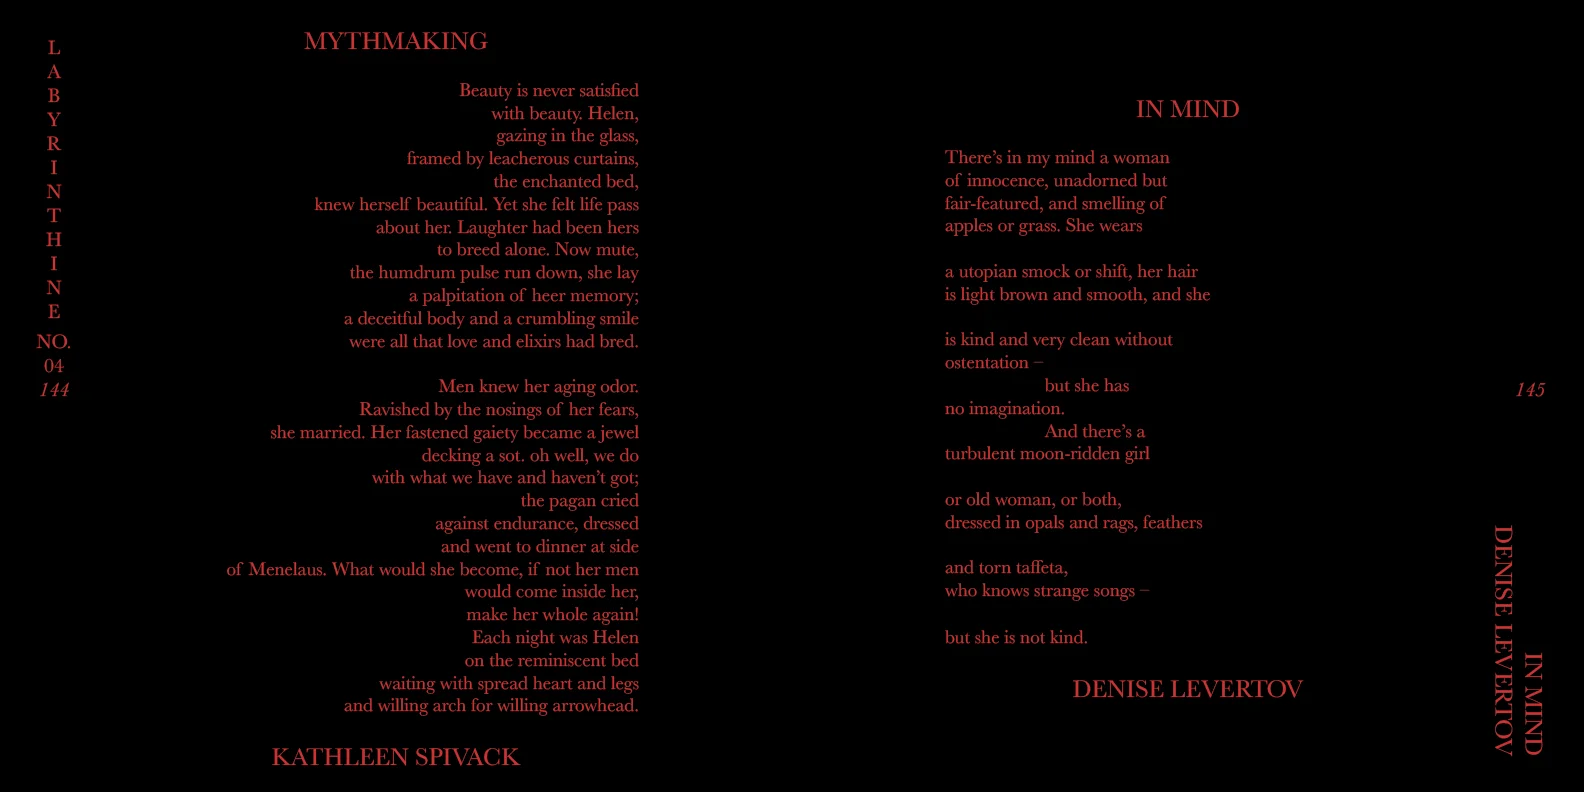 LABYRINTHINE
NO.
04
144
MYTHMAKING
Beauty is never satisfied
with beauty. Helen,
gazing in the glass,
framed by leacherous curtains,
the enchanted bed,
knew herself beautiful. Yet she felt life pass
about her. Laughter had been hers
to breed alone. Now mute,
the humdrum pulse run down, she lay
a palpitation of heer memory;
a deceitful body and a crumbling smile
were all that love and elixirs had bred.
Men knew her aging odor.
Ravished by the nosings of her fears,
she married. Her fastened gaiety became a jewel
decking a sot. oh well, we do
with what we have and haven’t got;
the pagan cried
against endurance, dressed
and went to dinner at side
of Menelaus. What would she become, if not her men
would come inside her,
make her whole again!
Each night was Helen
on the reminiscent bed
waiting with spread heart and legs
and willing arch for willing arrowhead.
KATHLEEN SPIVACK
IN MIND
There’s in my mind a woman
of innocence, unadorned but
fair-featured, and smelling of
apples or grass. She wears
a utopian smock or shift, her hair
is light brown and smooth, and she
is kind and very clean without
ostentation –
but she has
no imagination.
And there’s a
turbulent moon-ridden girl
or old woman, or both,
dressed in opals and rags, feathers
and torn taffeta,
who knows strange songs –
but she is not kind.
DENISE LEVERTOV
145
IN MIND
DENISE LEVERTOV